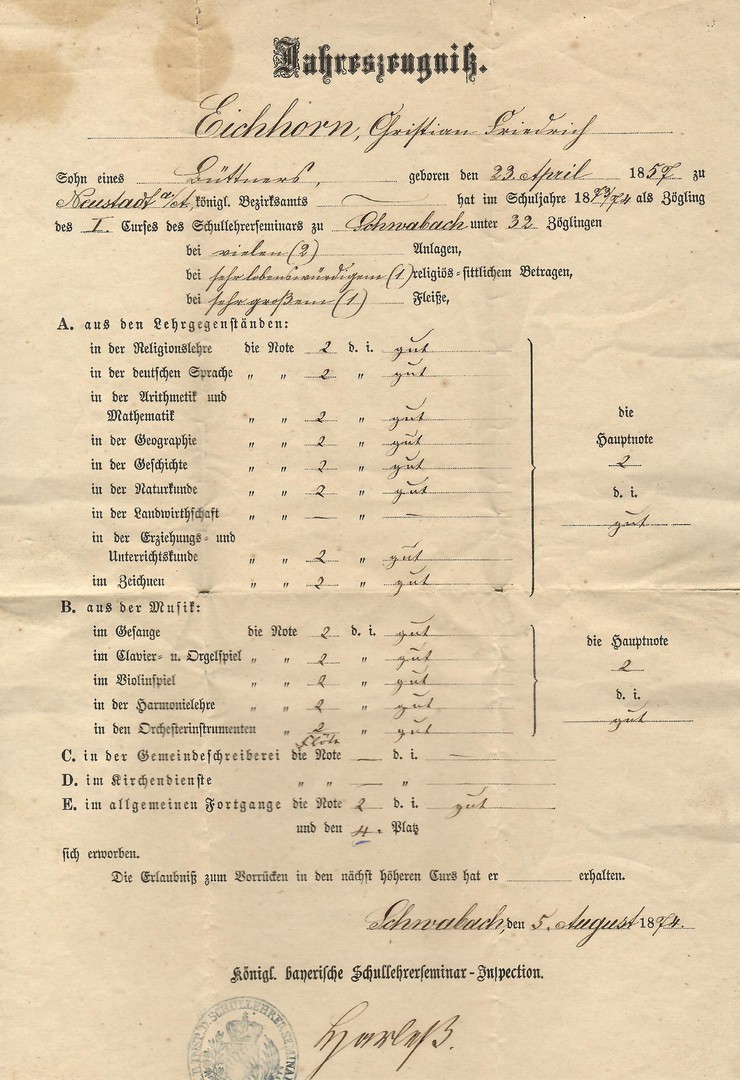 Jahreszeugniß.
Eichhorn, Christian Friedrich
Sohn eines Büttners, geboren den 23. April 1857 zu
Neustadt a/A, königl. Bezirksamts — hat im Schuljahre 1873/74 als Zögling
des I. Curses des Schullehrerseminars zu Schwabach unter 32 Zöglingen
bei vielen (2) Anlagen,
bei sehr lobenswürdigem (1) religiös-sittlichem Betragen,
bei sehr großem (1) Fleiße,
A. aus den Lehrgegenständen:
in der Religionslehre die Note 2 d. i. gut
in der deutschen Sprache „ „ 2 „ gut
in der Arithmetik und
Mathematik „ „ 2 „ gut
in der Geographie „ „ 2 „ gut
in der Geschichte „ „ 2 „ gut
in der Naturkunde „ „ 2 „ gut
in der Landwirthschaft „ „ — „ —
in der Erziehungs- und
Unterrichtskunde „ „ 2 „ gut
im Zeichnen „ „ 2 „ gut
die
Hauptnote
2
d. i.
gut
B. aus der Musik:
im Gesange die Note 2 d. i. gut
im Clavier- u. Orgelspiel „ „ 2 „ gut
im Violinspiel „ „ 2 „ gut
in der Harmonielehre „ „ 2 „ gut
in den Orchesterinstrumenten „ 2 „ gut
Flöte
die Hauptnote
2
d. i.
gut
C. in der Gemeindeschreiberei die Note — d. i. —
D. im Kirchendienste „ „ — „
E. im allgemeinen Fortgange die Note 2 d. i. gut
und den 4. Platz
sich erworben.
Die Erlaubniß zum Vorrücken in den nächst höheren Curs hat er erhalten.
Schwabach, den 5. August 1874.
Königl. bayerische Schullehrerseminar-Inspection.
Harleß.
SCHULLEHRER